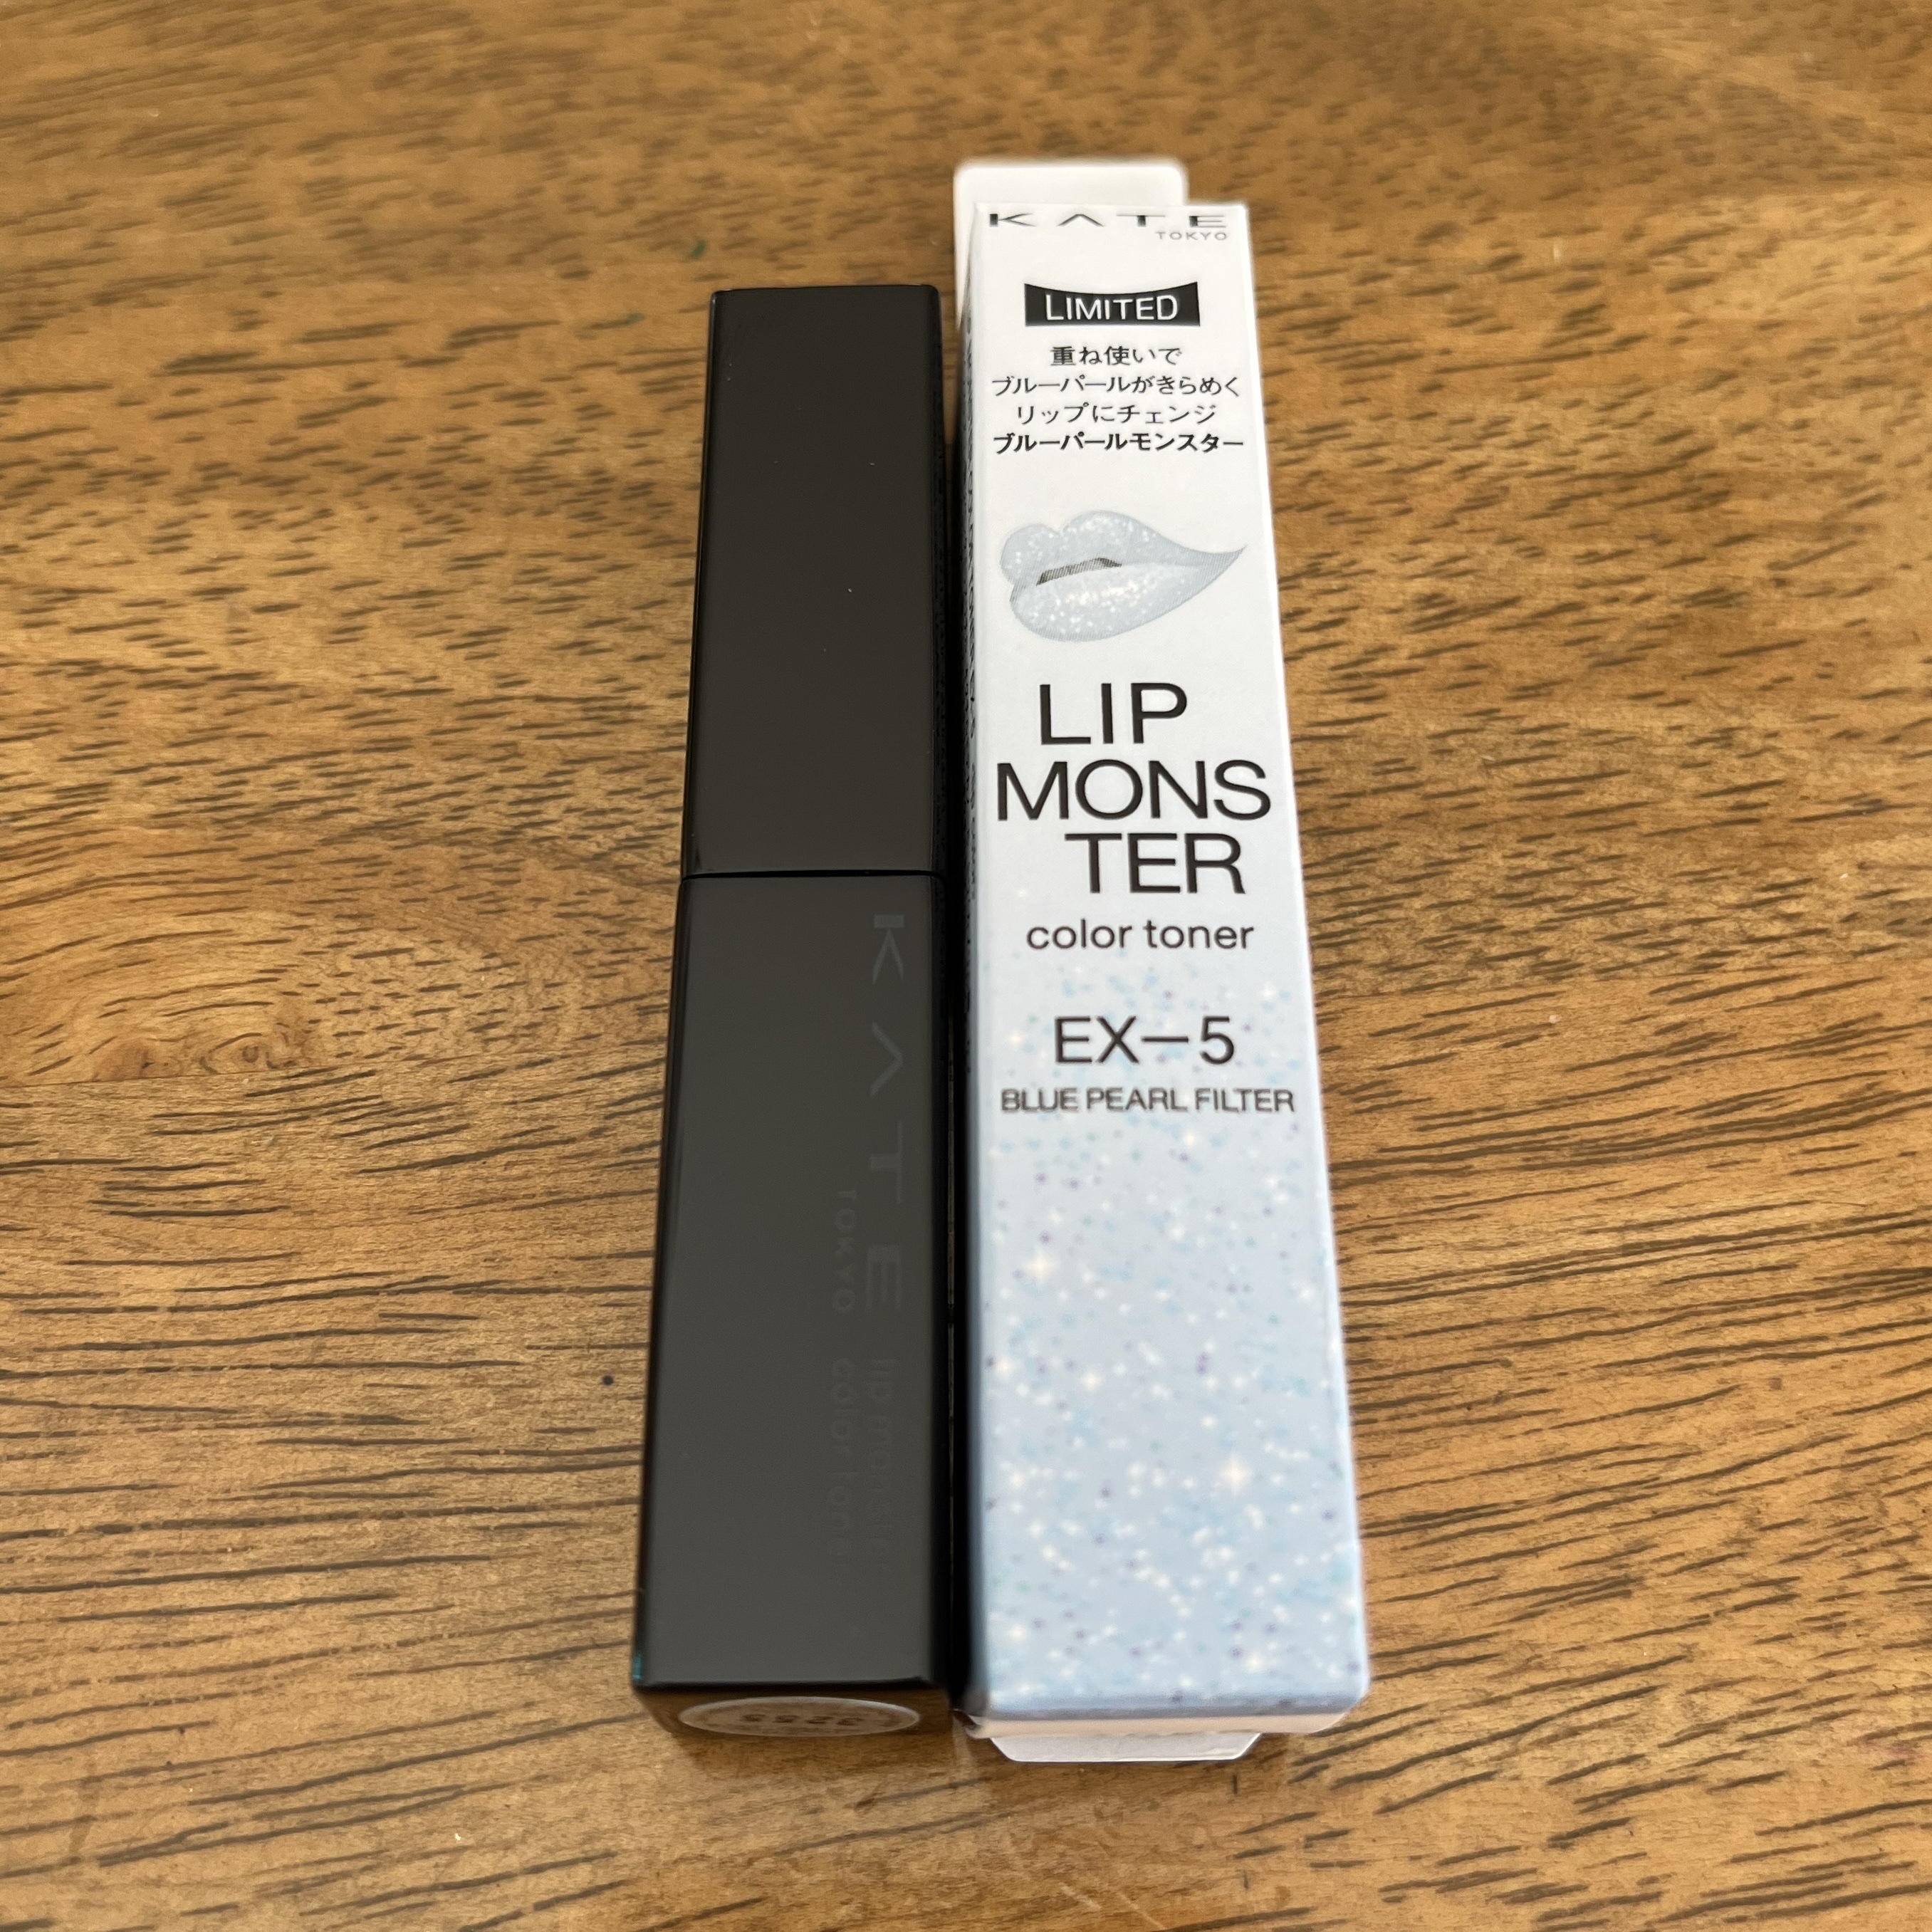 KATE
TOKYO
LIMITED
重ね使いで
ブルーパールがきらめく
リップにチェンジ
ブルーパールモンスター
LIP
MONS
TER
color toner
EX-5
BLUE PEARL FILTER
KATE
TOKYO
lip monster
color toner